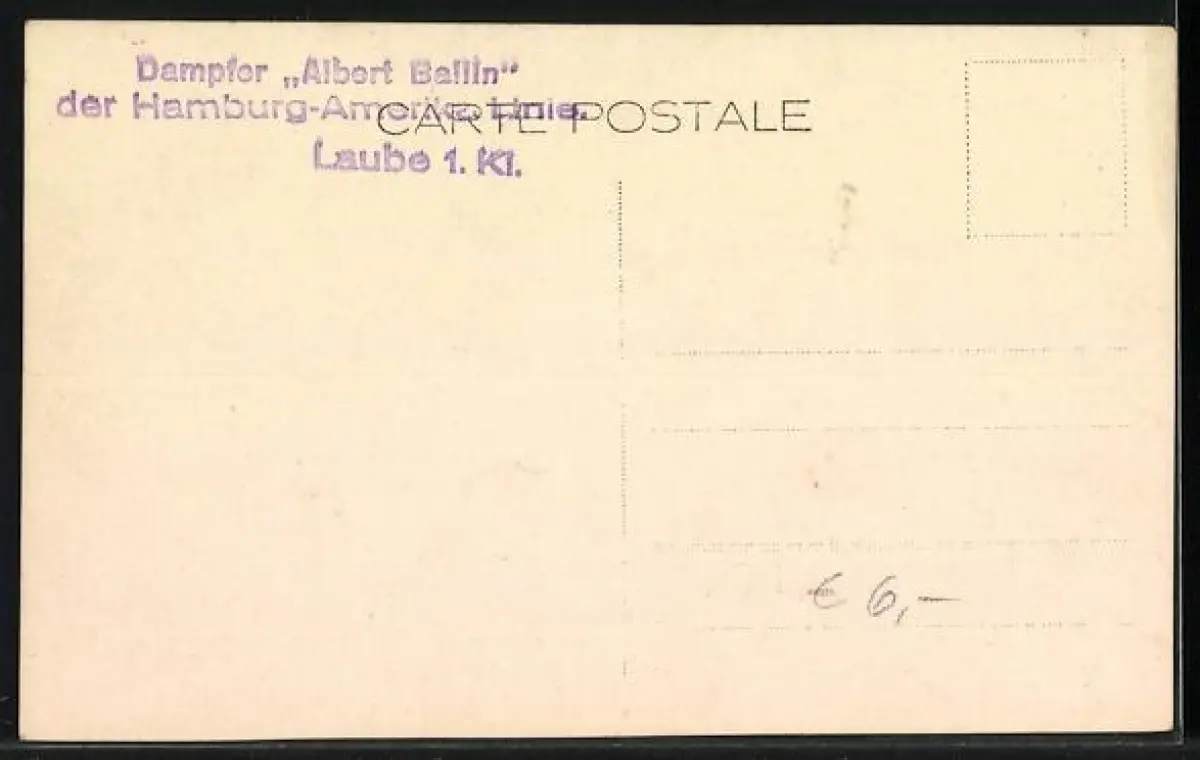 Dampfer „Albert Ballin“
der Hamburg-Amerika Linie.
CARTE POSTALE
Laube 1. Kl.
€ 6,-